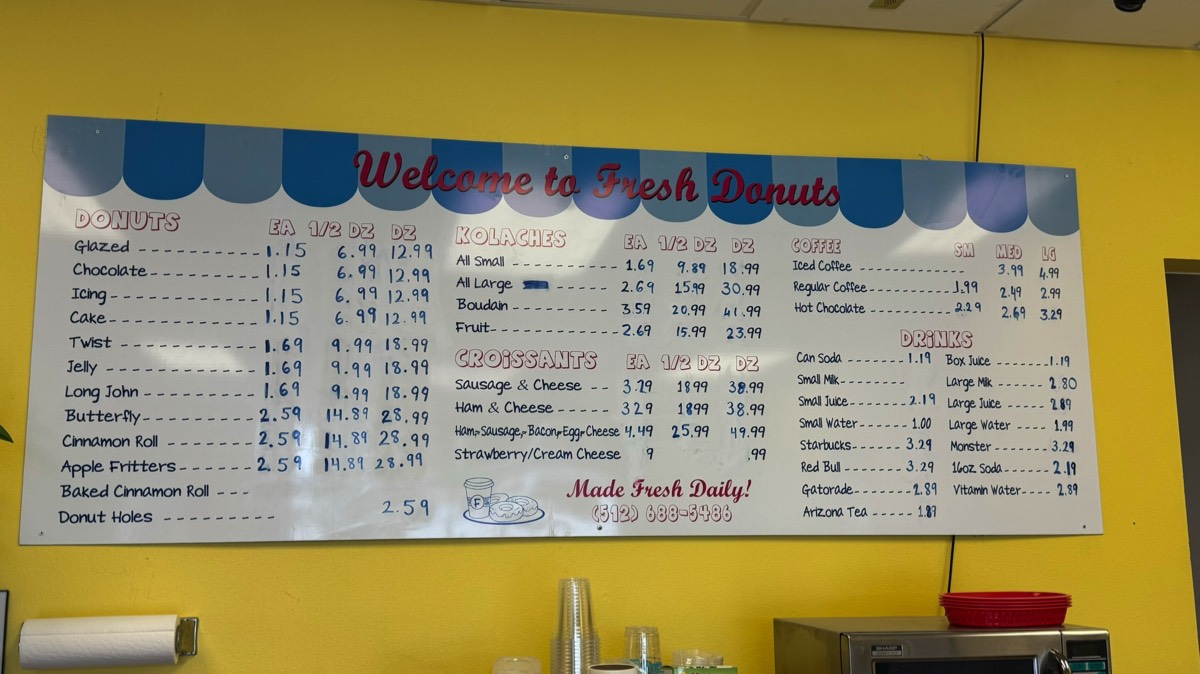 Welcome to Fresh Donuts
DONUTS EA 1/2 DZ DZ
Glazed 1.15 6.99 12.99
Chocolate 1.15 6.99 12.99
Icing 1.15 6.99 12.99
Cake 1.15 6.99 12.99
Twist 1.69 9.99 18.99
Jelly 1.69 9.99 18.99
Long John 1.69 9.99 18.99
Butterfly 2.59 14.89 28.99
Cinnamon Roll 2.59 14.89 28.99
Apple Fritters 2.59 14.89 28.99
Baked Cinnamon Roll
Donut Holes 2.59
KOLACHES EA 1/2 DZ DZ
All Small 1.69 9.89 18.99
All Large 2.69 15.99 30.99
Boudain 3.59 20.99 41.99
Fruit 2.69 15.99 23.99
CROISSANTS EA 1/2 DZ DZ
Sausage & Cheese 3.29 18.99 38.99
Ham & Cheese 3.29 18.99 38.99
Ham, Sausage, Bacon, Egg, Cheese 4.49 25.99 49.99
Strawberry/Cream Cheese 9 .99
F
Made Fresh Daily!
(512) 688-5486
COFFEE SM MED LG
Iced Coffee 3.99 4.99
Regular Coffee 1.99 2.49 2.99
Hot Chocolate 2.29 2.69 3.29
DRINKS
Can Soda 1.19 Box Juice 1.19
Small Milk Large Milk 2.80
Small Juice 2.19 Large Juice 2.89
Small Water 1.00 Large Water 1.99
Starbucks 3.29 Monster 3.29
Red Bull 3.29 16oz Soda 2.19
Gatorade 2.89 Vitamin Water 2.89
Arizona Tea 1.89
SHARP